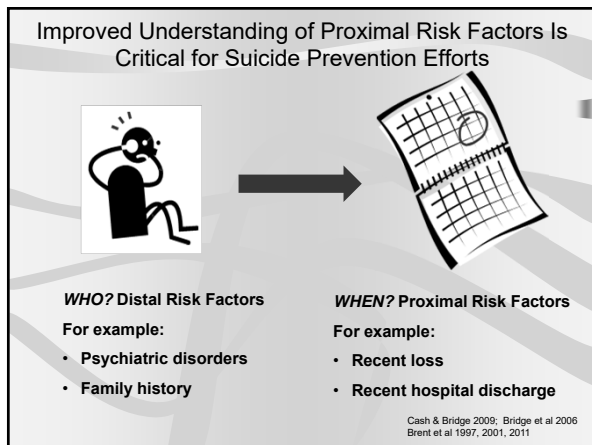 Improved Understanding of Proximal Risk Factors Is
Critical for Suicide Prevention Efforts
WHO? Distal Risk Factors
For example:
• Psychiatric disorders
• Family history
WHEN? Proximal Risk Factors
For example:
• Recent loss
• Recent hospital discharge
Cash & Bridge 2009; Bridge et al 2006
Brent et al 1997, 2001, 2011